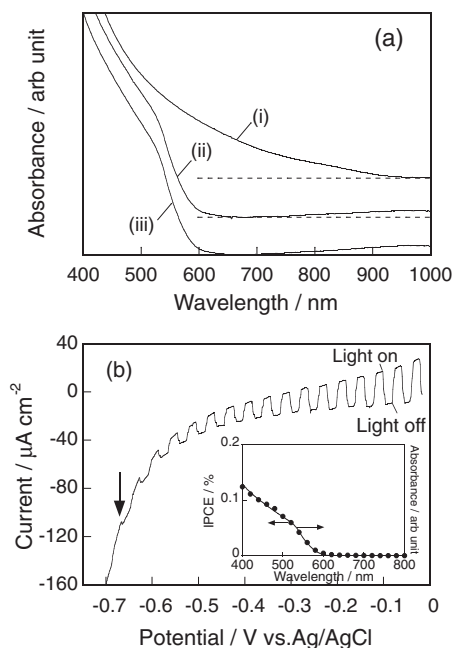 (a)
Absorbance / arb unit
(i)
(ii)
(iii)
400 500 600 700 800 900 1000
Wavelength / nm
(b)
Current / μA cm-2
40
0
-40
-80
-120
-160
Light on
Light off
IPCE / %
0.2
0.1
0
Absorbance / arb unit
400 500 600 700 800
Wavelength / nm
-0.7 -0.6 -0.5 -0.4 -0.3 -0.2 -0.1 0
Potential / V vs.Ag/AgCl